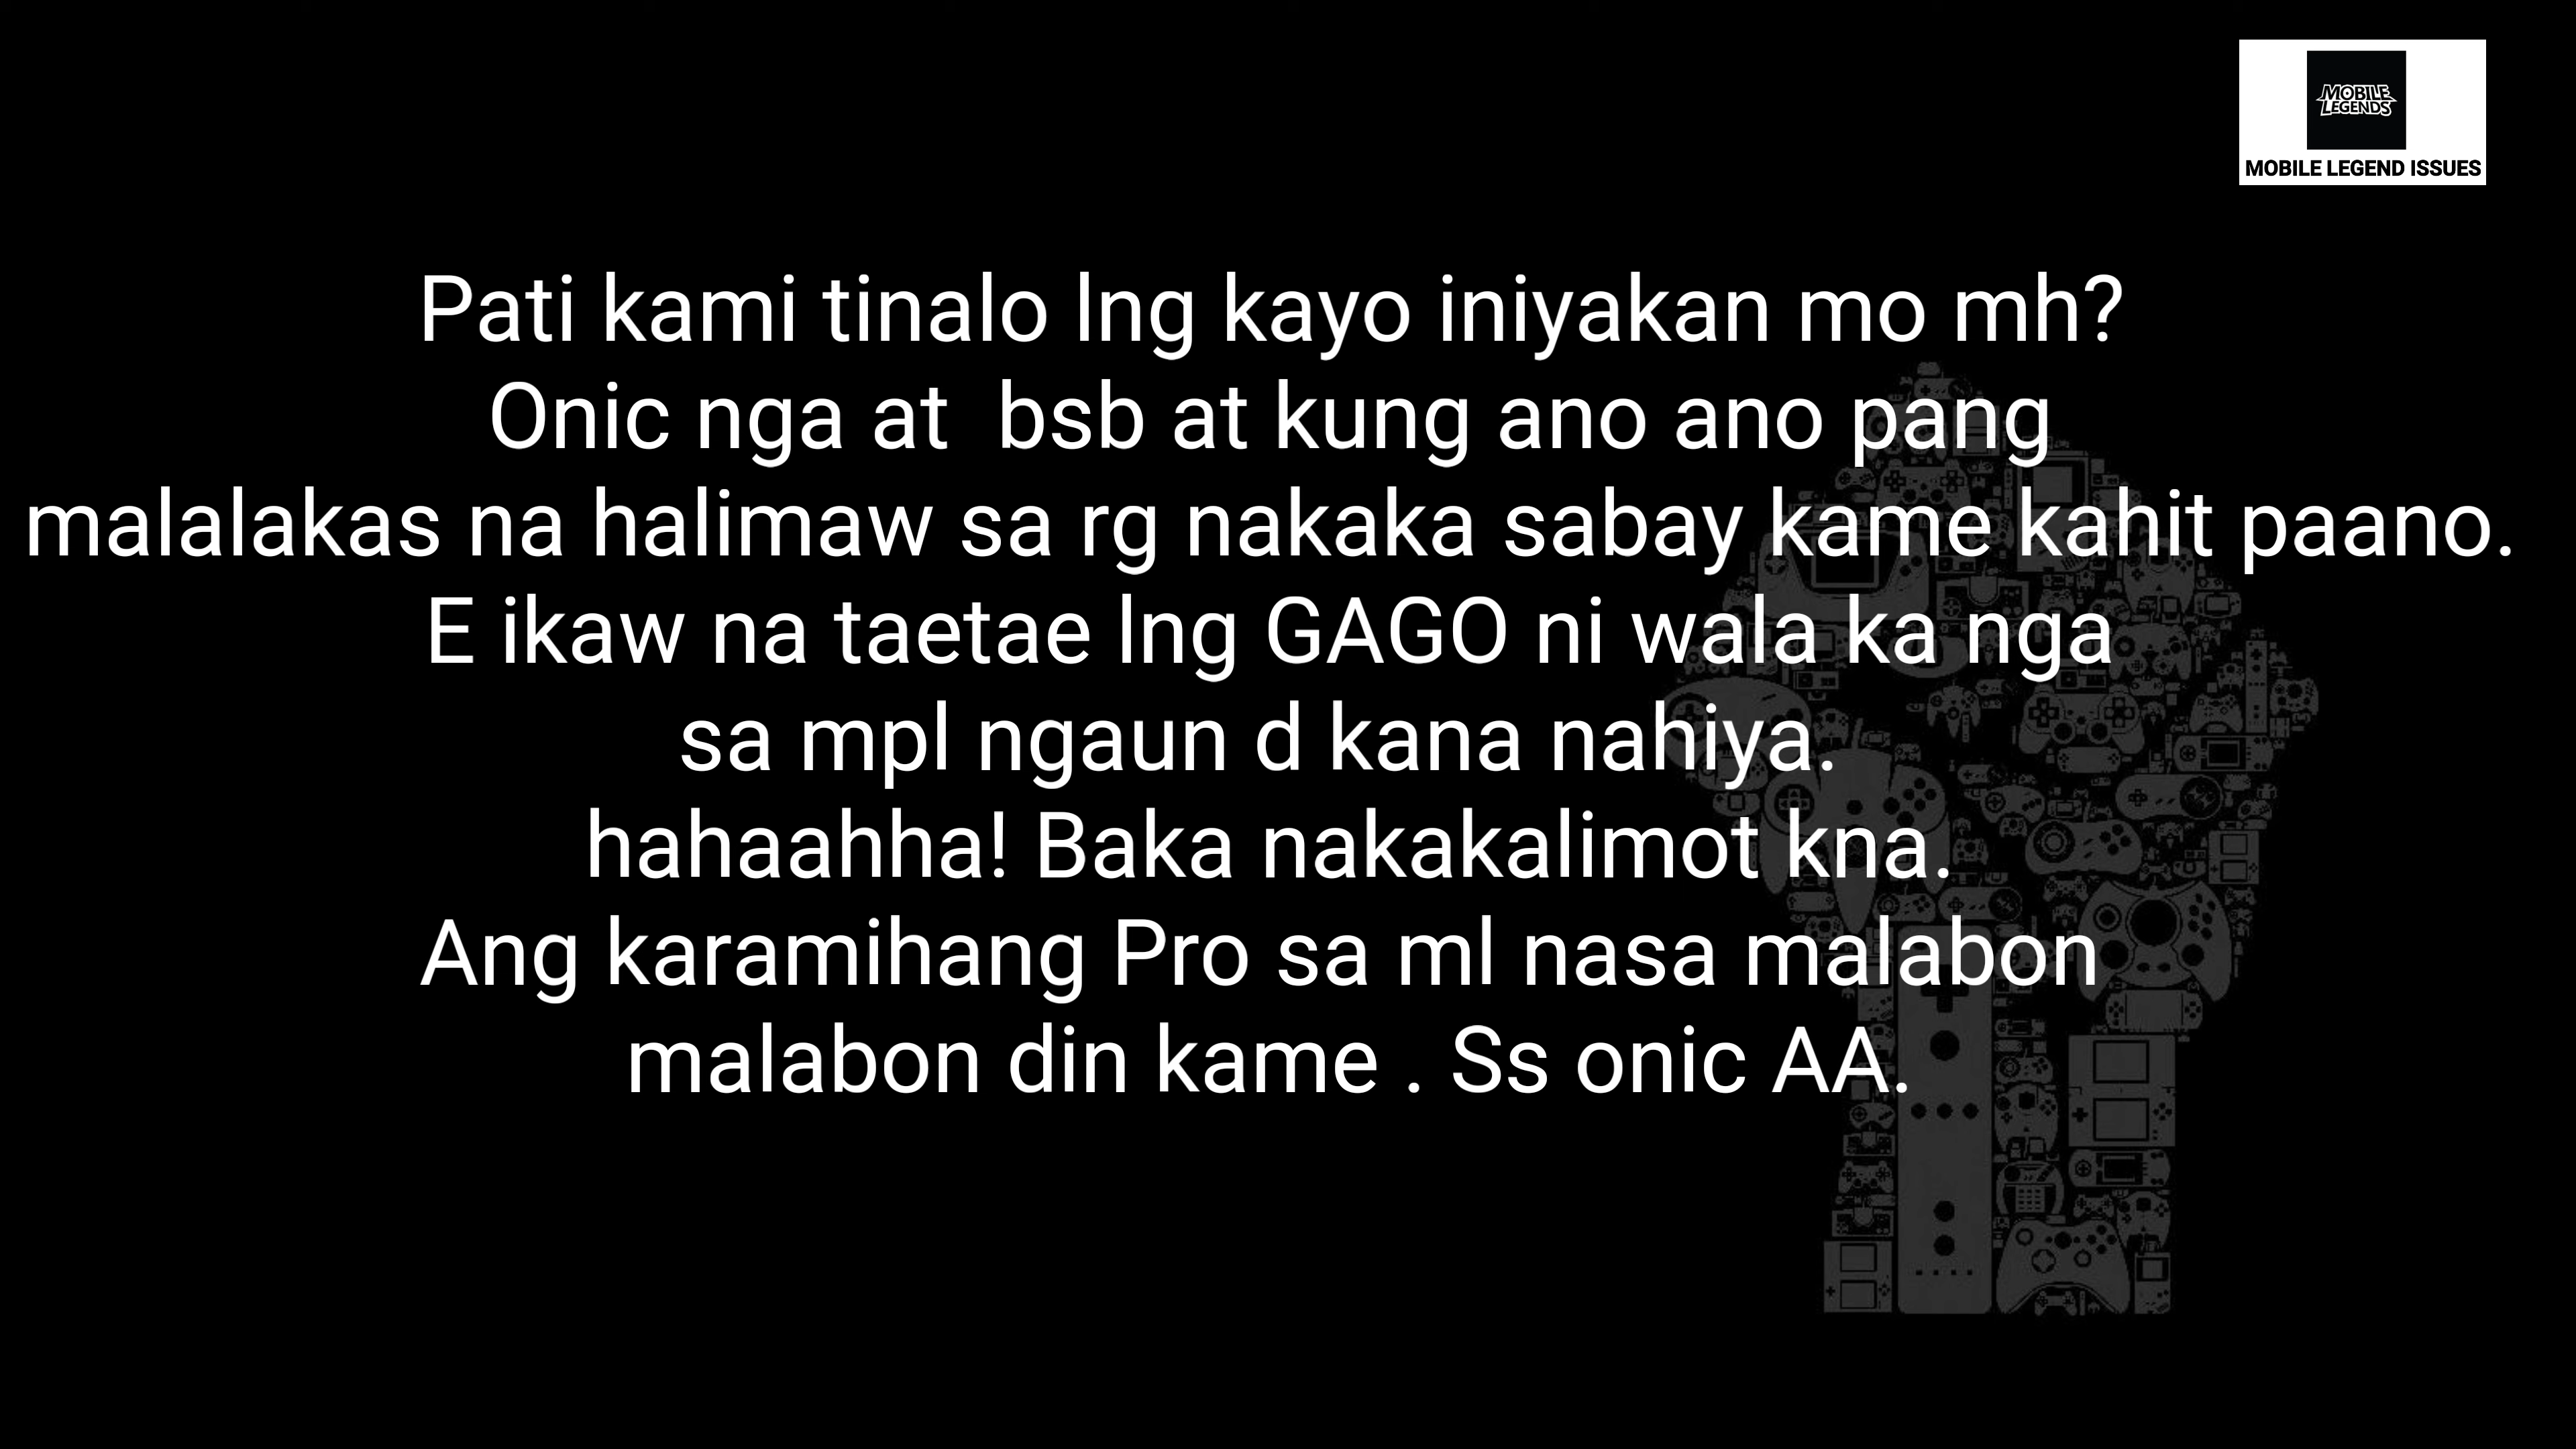 MOBILE
LEGENDS
MOBILE LEGEND ISSUES
Pati kami tinalo lng kayo iniyakan mo mh?
Onic nga at  bsb at kung ano ano pang
malalakas na halimaw sa rg nakaka sabay kame kahit paano.
E ikaw na taetae lng GAGO ni wala ka nga
sa mpl ngaun d kana nahiya.
hahaahha! Baka nakakalimot kna.
Ang karamihang Pro sa ml nasa malabon
malabon din kame . Ss onic AA.